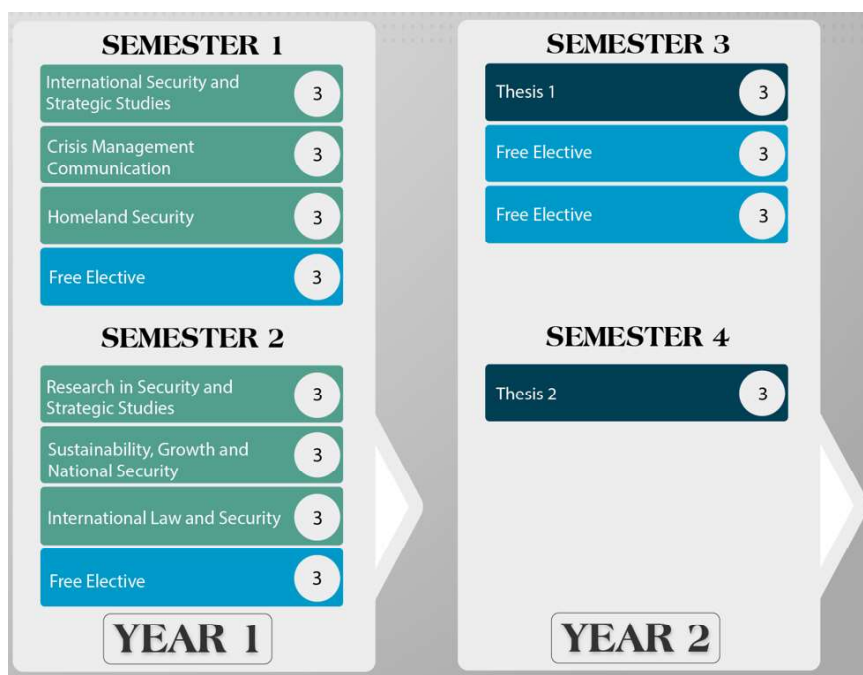 SEMESTER 1
International Security and
Strategic Studies
3
Crisis Management
Communication
3
Homeland Security
3
Free Elective
3
SEMESTER 2
Research in Security and
Strategic Studies
3
Sustainability, Growth and
National Security
3
International Law and Security
3
Free Elective
3
YEAR 1
SEMESTER 3
Thesis 1
3
Free Elective
3
Free Elective
3
SEMESTER 4
Thesis 2
3
YEAR 2